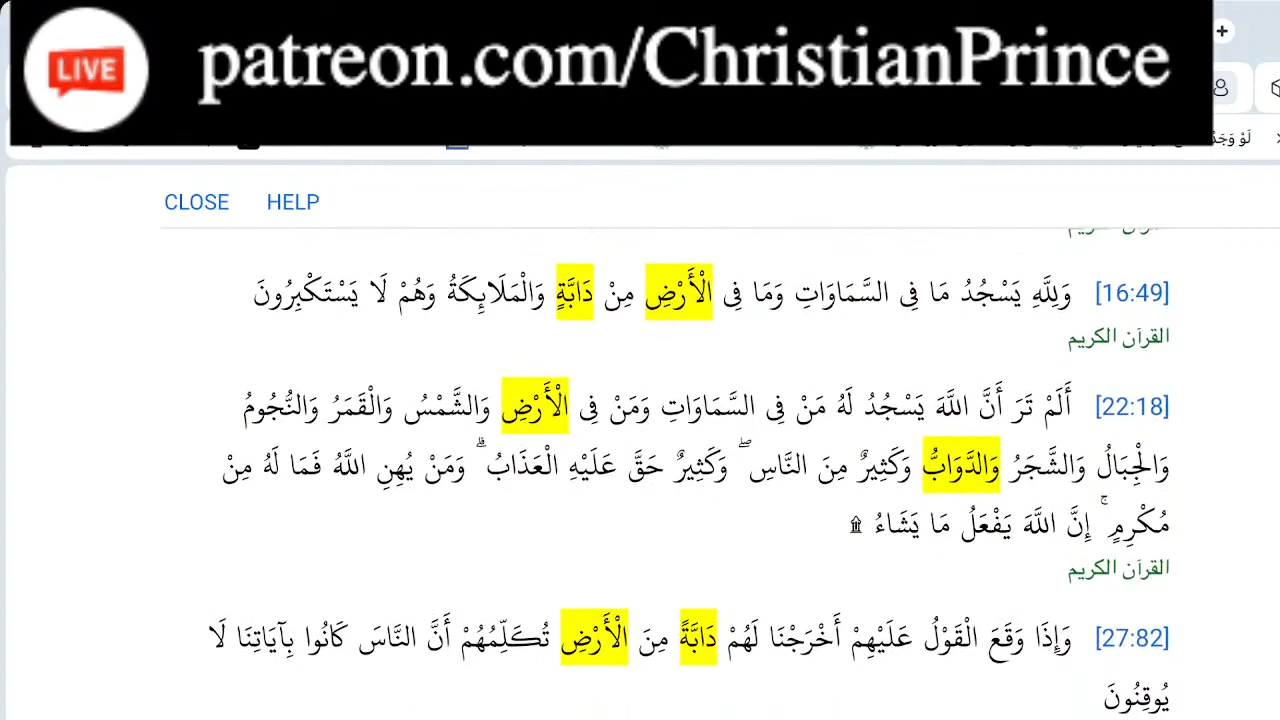 LIVE
patreon.com/ChristianPrince
لَوْ وَجَدْ
CLOSE HELP
[16:49] وَلِلَّهِ يَسْجُدُ مَا فِى السَّمَاوَاتِ وَمَا فِى الْأَرْضِ مِنْ دَابَّةٍ وَالْمَلَائِكَةُ وَهُمْ لَا يَسْتَكْبِرُونَ
القرآن الكريم
[22:18] أَلَمْ تَرَ أَنَّ اللَّهَ يَسْجُدُ لَهُ مَنْ فِى السَّمَاوَاتِ وَمَنْ فِى الْأَرْضِ وَالشَّمْسُ وَالْقَمَرُ وَالنُّجُومُ
وَالْجِبَالُ وَالشَّجَرُ وَالدَّوَابُّ وَكَثِيرٌ مِنَ النَّاسِ ۖ وَكَثِيرٌ حَقَّ عَلَيْهِ الْعَذَابُ ۗ وَمَنْ يُهِنِ اللَّهُ فَمَا لَهُ مِنْ
مُكْرِمٍ ۚ إِنَّ اللَّهَ يَفْعَلُ مَا يَشَاءُ ۩
القرآن الكريم
[27:82] وَإِذَا وَقَعَ الْقَوْلُ عَلَيْهِمْ أَخْرَجْنَا لَهُمْ دَابَّةً مِنَ الْأَرْضِ تُكَلِّمُهُمْ أَنَّ النَّاسَ كَانُوا بِآيَاتِنَا لَا
يُوقِنُونَ